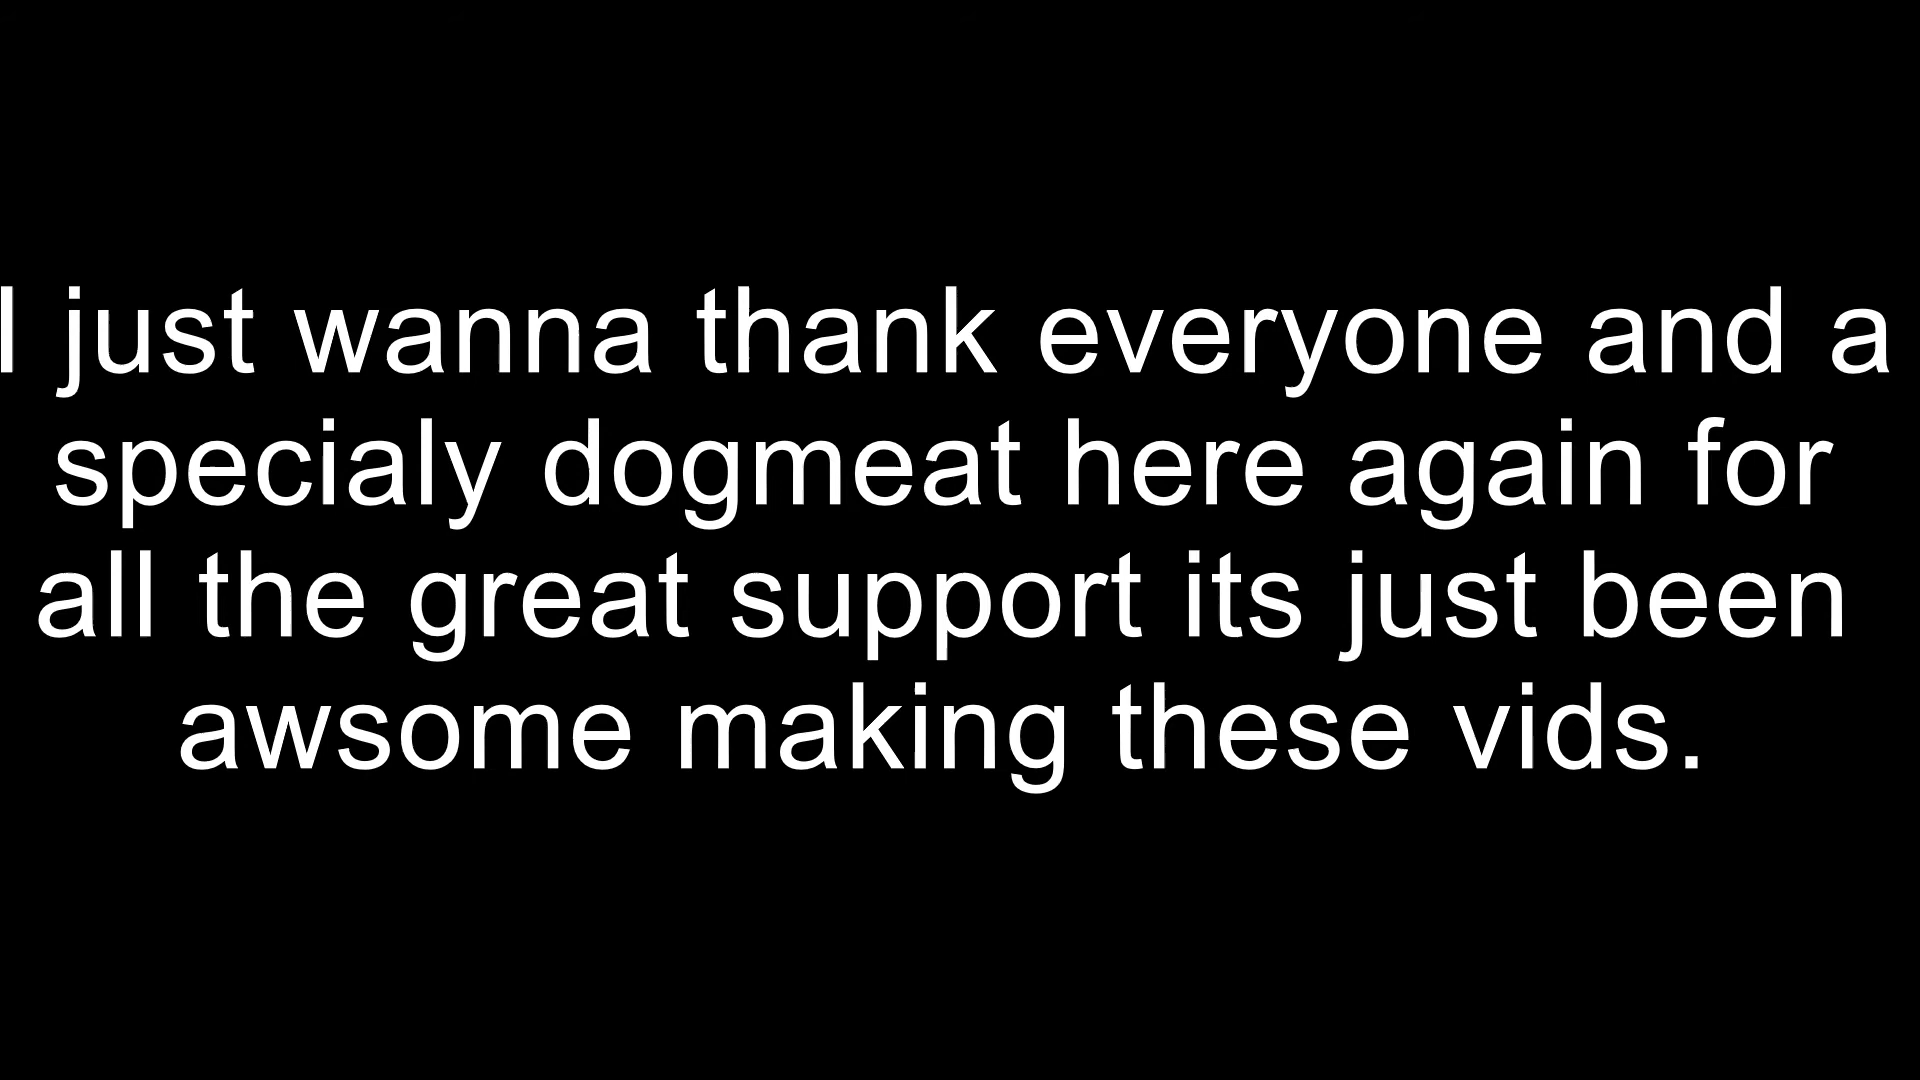 I just wanna thank everyone and a
specialy dogmeat here again for
all the great support its just been
awsome making these vids.